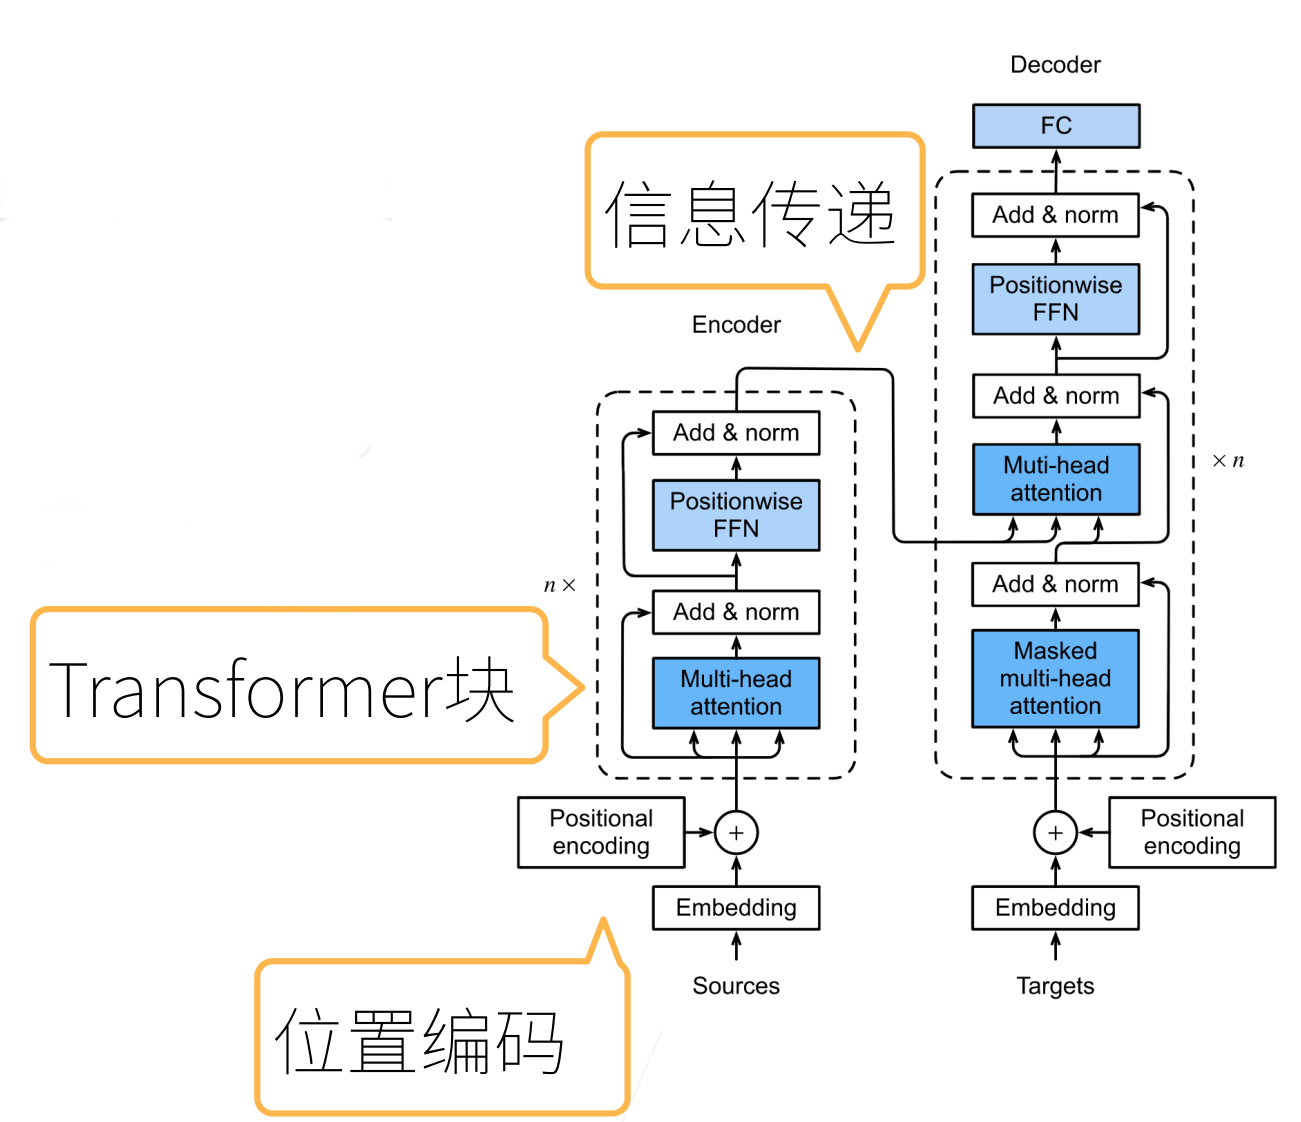 Decoder
FC
信息传递
Add & norm
Positionwise
FFN
Encoder
Add & norm
Muti-head
attention
× n
Add & norm
Positionwise
FFN
n ×
Add & norm
Add & norm
Transformer块
Multi-head
attention
Masked
multi-head
attention
Positional
encoding
+
+
Positional
encoding
Embedding
Embedding
Sources
Targets
位置编码